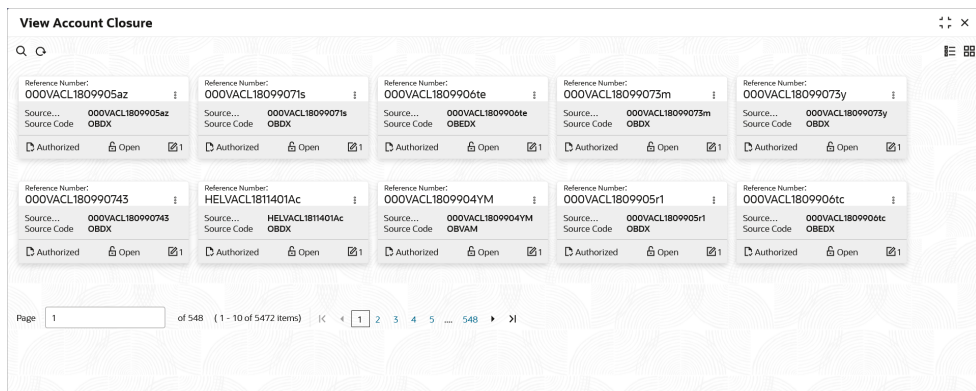 View Account Closure
Reference Number: Reference Number: Reference Number: Reference Number: Reference Number:
000VACL1809905az 000VACL18099071s 000VACL1809906te 000VACL18099073m 000VACL18099073y
Source... 000VACL1809905az Source... 000VACL18099071s Source... 000VACL1809906te Source... 000VACL18099073m Source... 000VACL18099073y
Source Code OBDX Source Code OBDX Source Code OBEDX Source Code OBDX Source Code OBDX
Authorized Open 1 Authorized Open 1 Authorized Open 1 Authorized Open 1 Authorized Open 1
Reference Number: Reference Number: Reference Number: Reference Number: Reference Number:
000VACL180990743 HELVACL1811401Ac 000VACL1809904YM 000VACL1809905r1 000VACL1809906tc
Source... 000VACL180990743 Source... HELVACL1811401Ac Source... 000VACL1809904YM Source... 000VACL1809905r1 Source... 000VACL1809906tc
Source Code OBDX Source Code OBDX Source Code OBVAM Source Code OBDX Source Code OBEDX
Authorized Open 1 Authorized Open 1 Authorized Open 1 Authorized Open 1 Authorized Open 1
Page 1 of 548 ( 1 - 10 of 5472 items) 1 2 3 4 5 .... 548